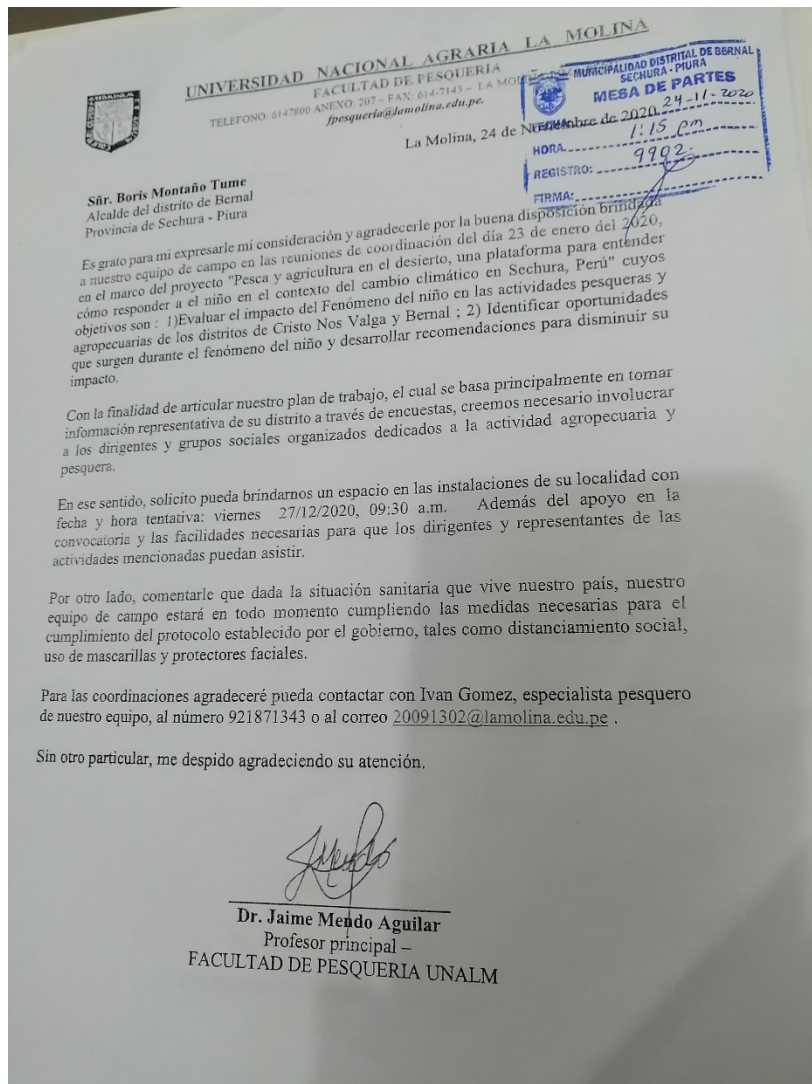 UNIVERSIDAD NACIONAL AGRARIA LA MOLINA
FACULTAD DE PESQUERIA
TELEFONO: 6147800 ANEXO: 207 – FAX: 614-7143 – LA MOLINA
fpesqueria@lamolina.edu.pe.
MUNICIPALIDAD DISTRITAL DE BERNAL
SECHURA - PIURA
MESA DE PARTES
24-11-2020
HORA 1:15 pm
REGISTRO: 9902.
FIRMA:
La Molina, 24 de Noviembre de 2020
Sñr. Boris Montaño Tume
Alcalde del distrito de Bernal
Provincia de Sechura - Piura
Es grato para mi expresarle mi consideración y agradecerle por la buena disposición brindada
a nuestro equipo de campo en las reuniones de coordinación del día 23 de enero del 2020,
en el marco del proyecto "Pesca y agricultura en el desierto, una plataforma para entender
cómo responder a el niño en el contexto del cambio climático en Sechura, Perú" cuyos
objetivos son : 1)Evaluar el impacto del Fenómeno del niño en las actividades pesqueras y
agropecuarias de los distritos de Cristo Nos Valga y Bernal ; 2) Identificar oportunidades
que surgen durante el fenómeno del niño y desarrollar recomendaciones para disminuir su
impacto.
Con la finalidad de articular nuestro plan de trabajo, el cual se basa principalmente en tomar
información representativa de su distrito a través de encuestas, creemos necesario involucrar
a los dirigentes y grupos sociales organizados dedicados a la actividad agropecuaria y
pesquera.
En ese sentido, solicito pueda brindarnos un espacio en las instalaciones de su localidad con
fecha y hora tentativa: viernes 27/12/2020, 09:30 a.m. Además del apoyo en la
convocatoria y las facilidades necesarias para que los dirigentes y representantes de las
actividades mencionadas puedan asistir.
Por otro lado, comentarle que dada la situación sanitaria que vive nuestro país, nuestro
equipo de campo estará en todo momento cumpliendo las medidas necesarias para el
cumplimiento del protocolo establecido por el gobierno, tales como distanciamiento social,
uso de mascarillas y protectores faciales.
Para las coordinaciones agradeceré pueda contactar con Ivan Gomez, especialista pesquero
de nuestro equipo, al número 921871343 o al correo 20091302@lamolina.edu.pe .
Sin otro particular, me despido agradeciendo su atención.
Dr. Jaime Mendo Aguilar
Profesor principal –
FACULTAD DE PESQUERIA UNALM